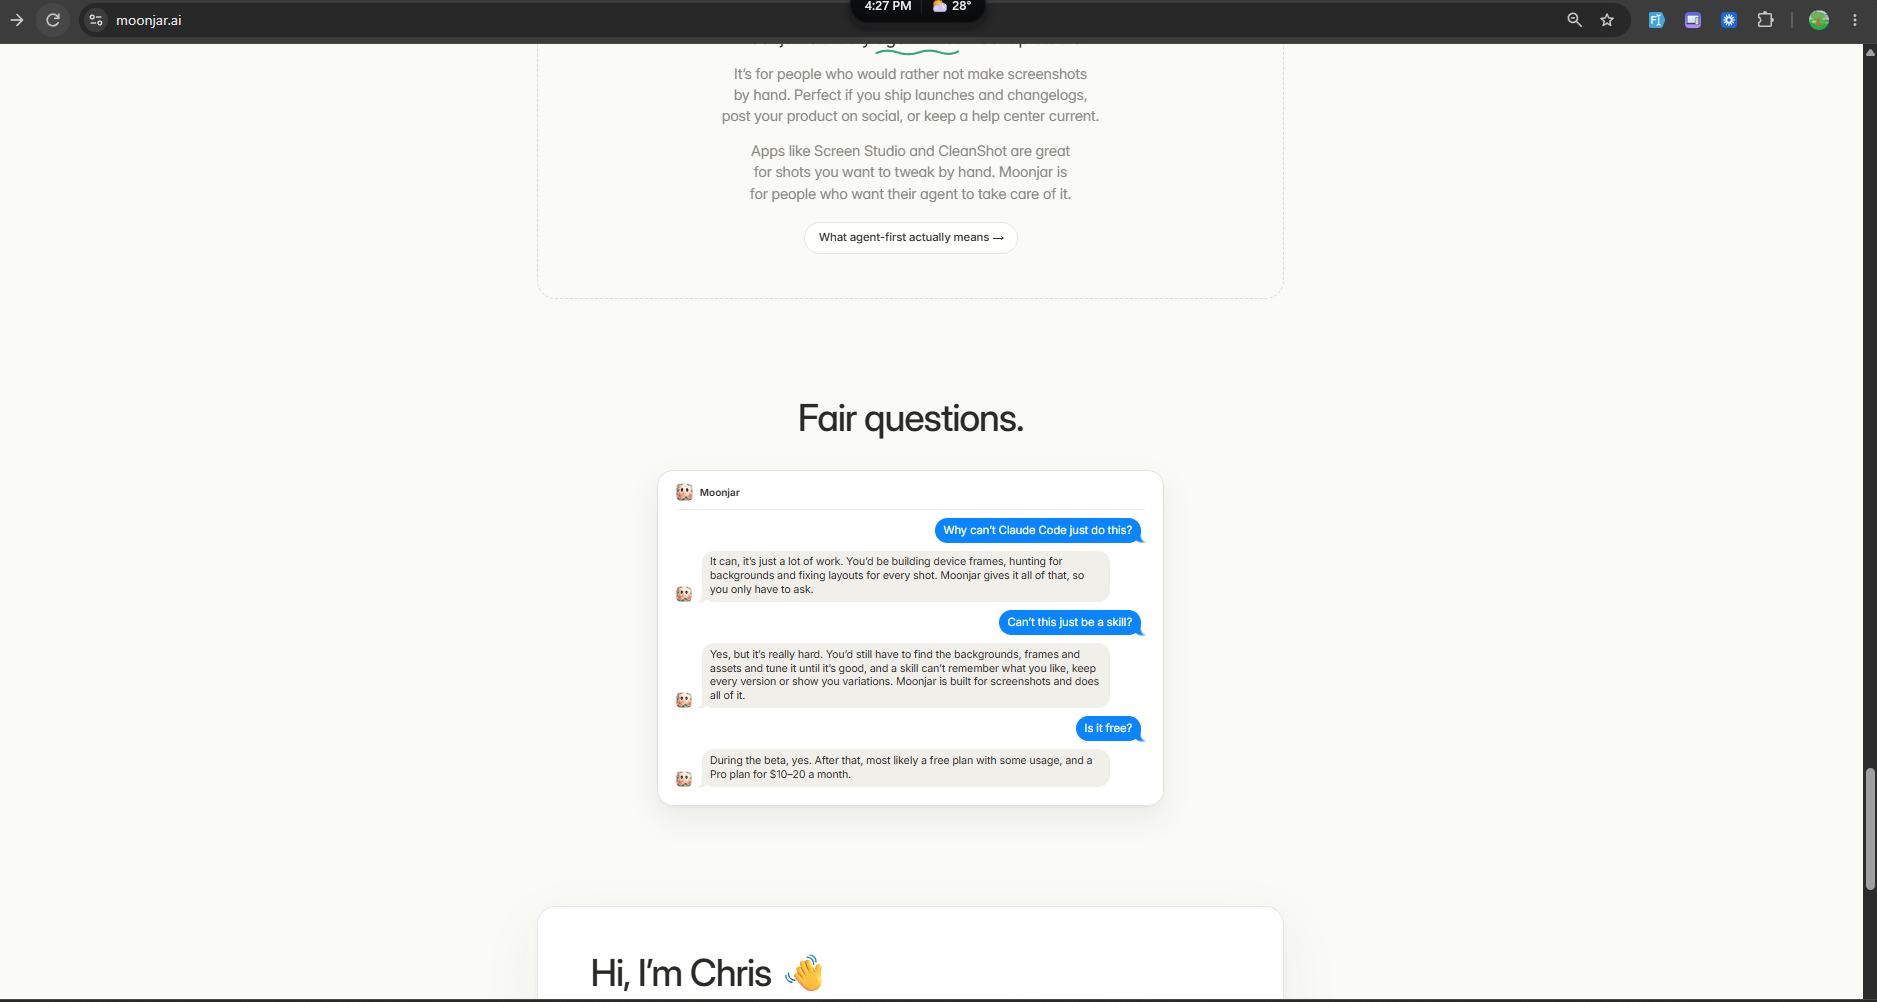 4:27 PM 28°
moonjar.ai
It's for people who would rather not make screenshots
by hand. Perfect if you ship launches and changelogs,
post your product on social, or keep a help center current.
Apps like Screen Studio and CleanShot are great
for shots you want to tweak by hand. Moonjar is
for people who want their agent to take care of it.
What agent-first actually means →
Fair questions.
Moonjar
Why can't Claude Code just do this?
It can, it's just a lot of work. You'd be building device frames, hunting for
backgrounds and fixing layouts for every shot. Moonjar gives it all of that, so
you only have to ask.
Can't this just be a skill?
Yes, but it's really hard. You'd still have to find the backgrounds, frames and
assets and tune it until it's good, and a skill can't remember what you like, keep
every version or show you variations. Moonjar is built for screenshots and does
all of it.
Is it free?
During the beta, yes. After that, most likely a free plan with some usage, and a
Pro plan for $10–20 a month.
Hi, I'm Chris 👋